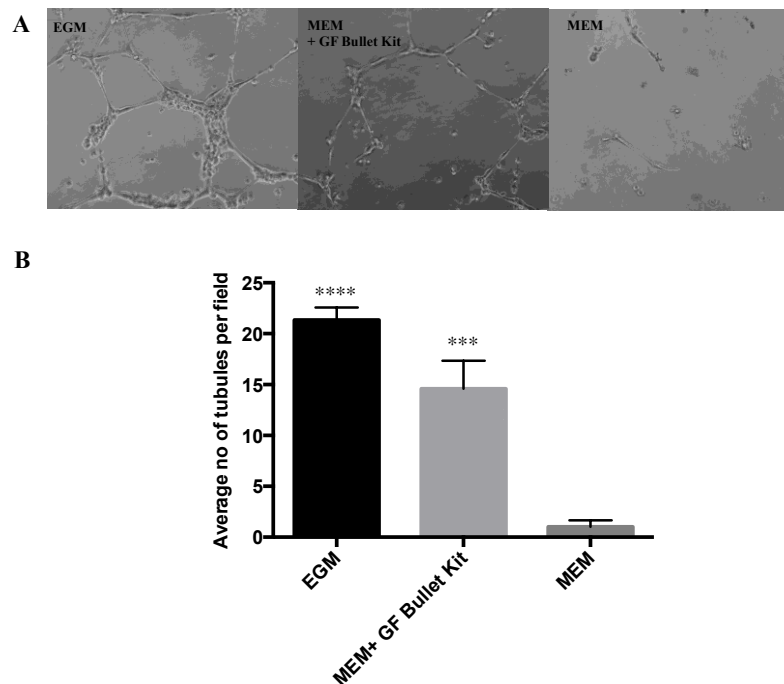 A
EGM
MEM
+ GF Bullet Kit
MEM
B
Average no of tubules per field
25
20
15
10
5
0
****
***
EGM
MEM+ GF Bullet Kit
MEM